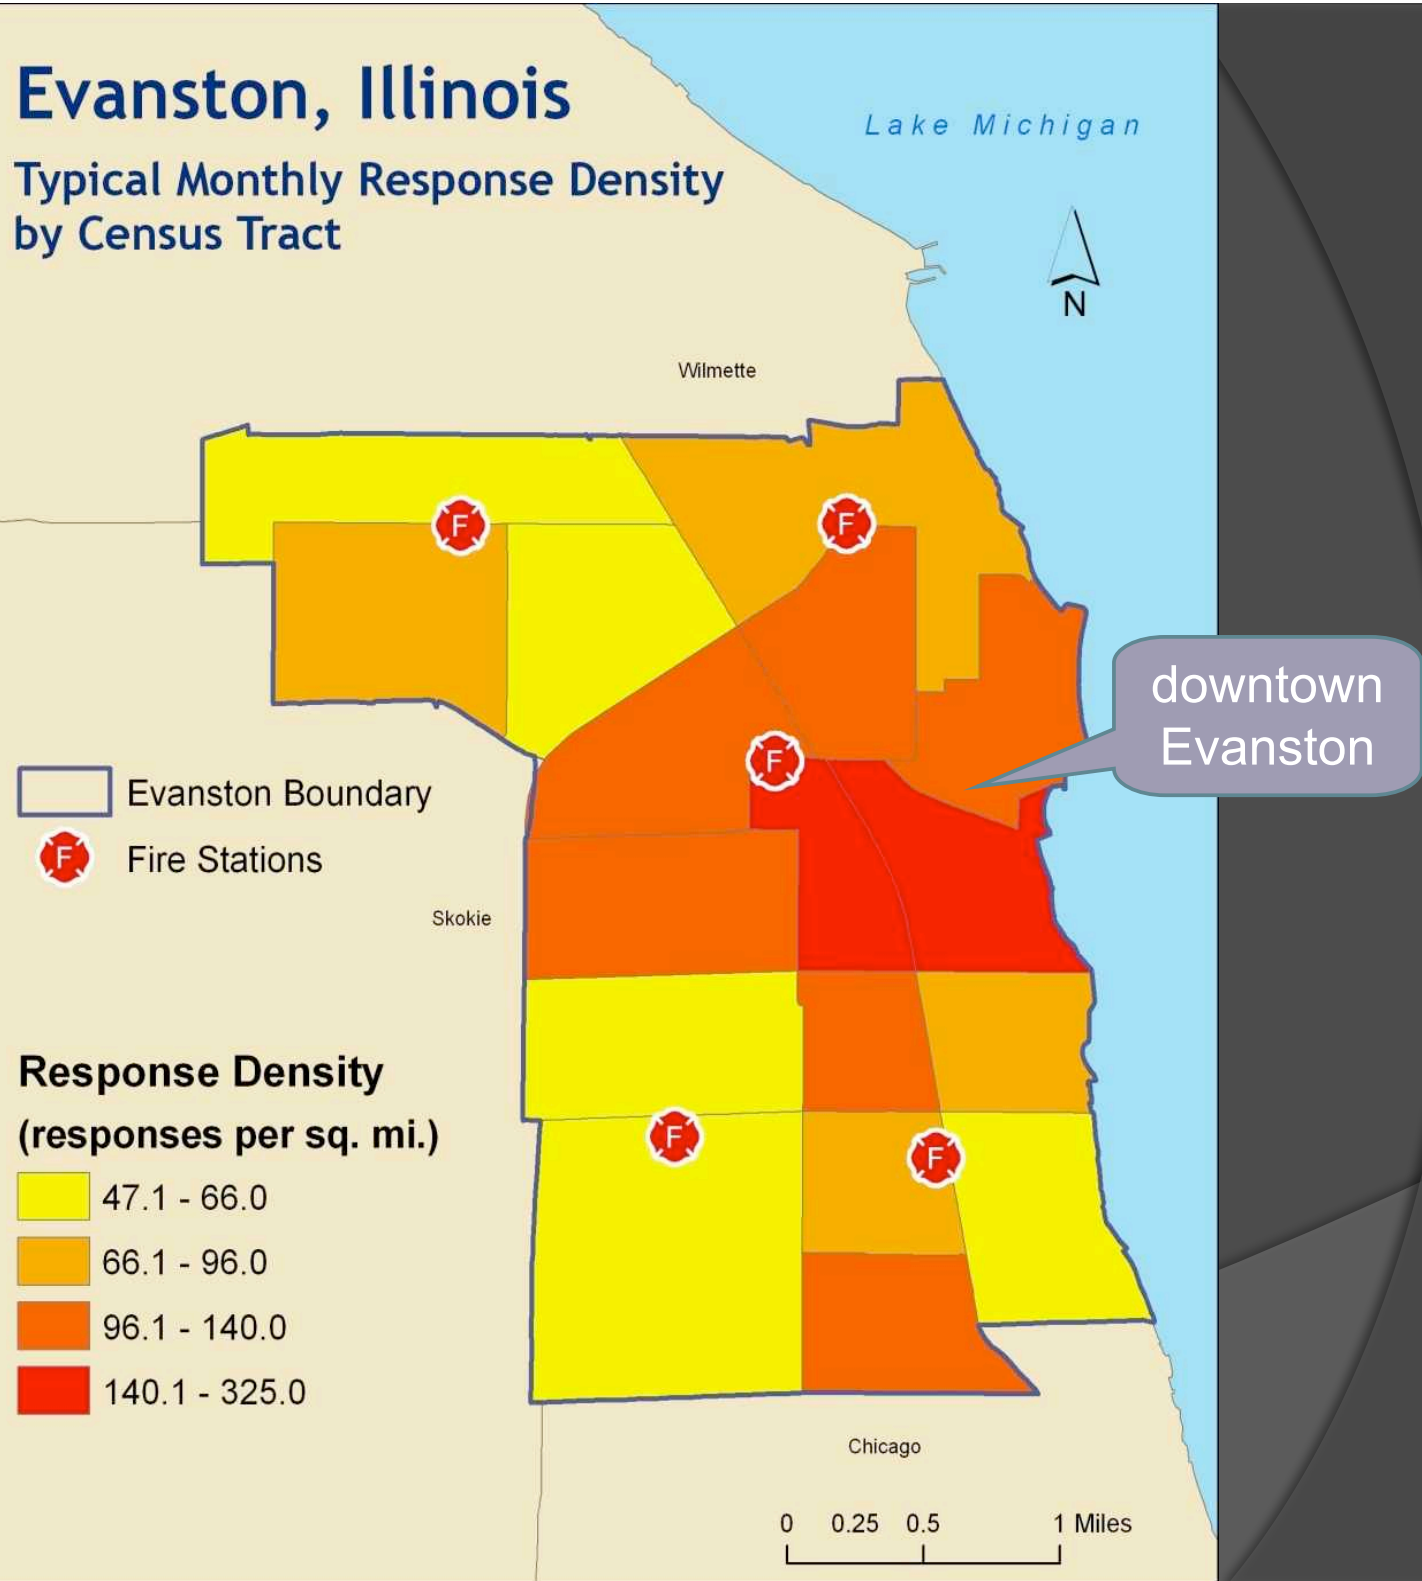 Evanston, Illinois
Typical Monthly Response Density
by Census Tract
Lake Michigan
N
Wilmette
F
F
downtown
Evanston
F
Evanston Boundary
F Fire Stations
Skokie
Response Density
(responses per sq. mi.)
F
F
47.1 - 66.0
66.1 - 96.0
96.1 - 140.0
140.1 - 325.0
Chicago
0 0.25 0.5 1 Miles